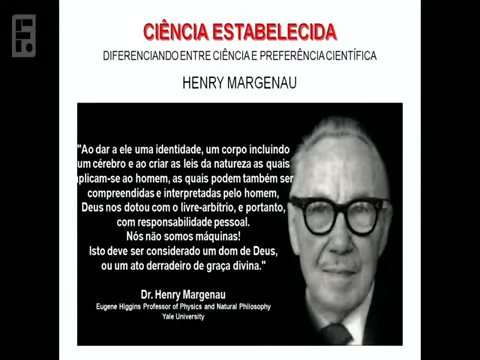 CIÊNCIA ESTABELECIDA
DIFERENCIANDO ENTRE CIÊNCIA E PREFERÊNCIA CIENTÍFICA
HENRY MARGENAU
"Ao dar a ele uma identidade, um corpo incluindo
um cérebro e ao criar as leis da natureza as quais
aplicam-se ao homem, as quais podem também ser
compreendidas e interpretadas pelo homem,
Deus nos dotou com o livre-arbítrio, e portanto,
com responsabilidade pessoal.
Nós não somos máquinas!
Isto deve ser considerado um dom de Deus,
ou um ato derradeiro de graça divina."
Dr. Henry Margenau
Eugene Higgins Professor of Physics and Natural Philosophy
Yale University